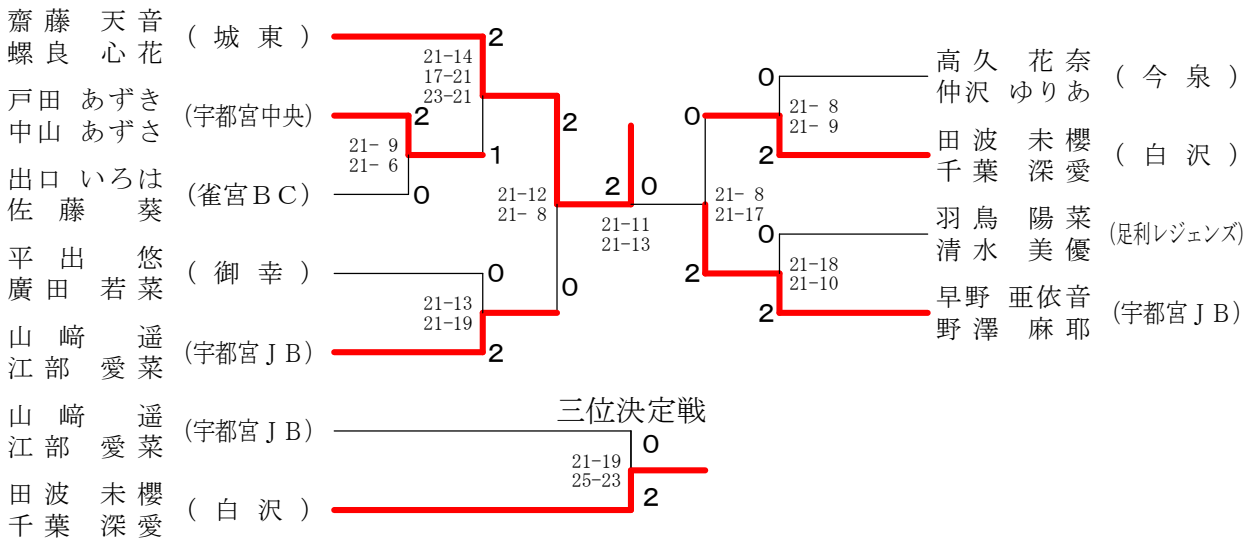 齋藤 天音
螺良 心花
(城東)
2
21-14
17-21
23-21
戸田 あずき
中山 あずさ
(宇都宮中央)
2
21- 9
21- 6
1
出口 いろは
佐藤 葵
(雀宮BC)
0
2
21-12
21- 8
平出 悠
廣田 若菜
(御幸)
0
21-13
21-19
0
山﨑 遥
江部 愛菜
(宇都宮JB)
2
2
0
21-11
21-13
高久 花奈
仲沢 ゆりあ
(今泉)
0
21- 8
21- 9
0
田波 未櫻
千葉 深愛
(白沢)
2
21- 8
21-17
羽鳥 陽菜
清水 美優
(足利レジェンズ)
0
21-18
21-10
2
早野 亜依音
野澤 麻耶
(宇都宮JB)
2
三位決定戦
山﨑 遥
江部 愛菜
(宇都宮JB)
0
21-19
25-23
田波 未櫻
千葉 深愛
(白沢)
2